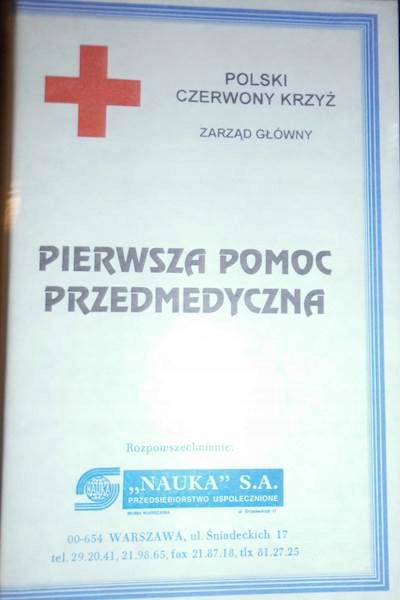 POLSKI
CZERWONY KRZYŻ
ZARZĄD GŁÓWNY
PIERWSZA POMOC
PRZEDMEDYCZNA
Rozpowszechnianie:
NAUKA
„NAUKA” S.A.
PRZEDSIĘBIORSTWO USPOŁECZNIONE
00-654 WARSZAWA, ul. Śniadeckich 17
tel. 29.20.41, 21.98.65, fax 21.87.18, tlx 81.27.25